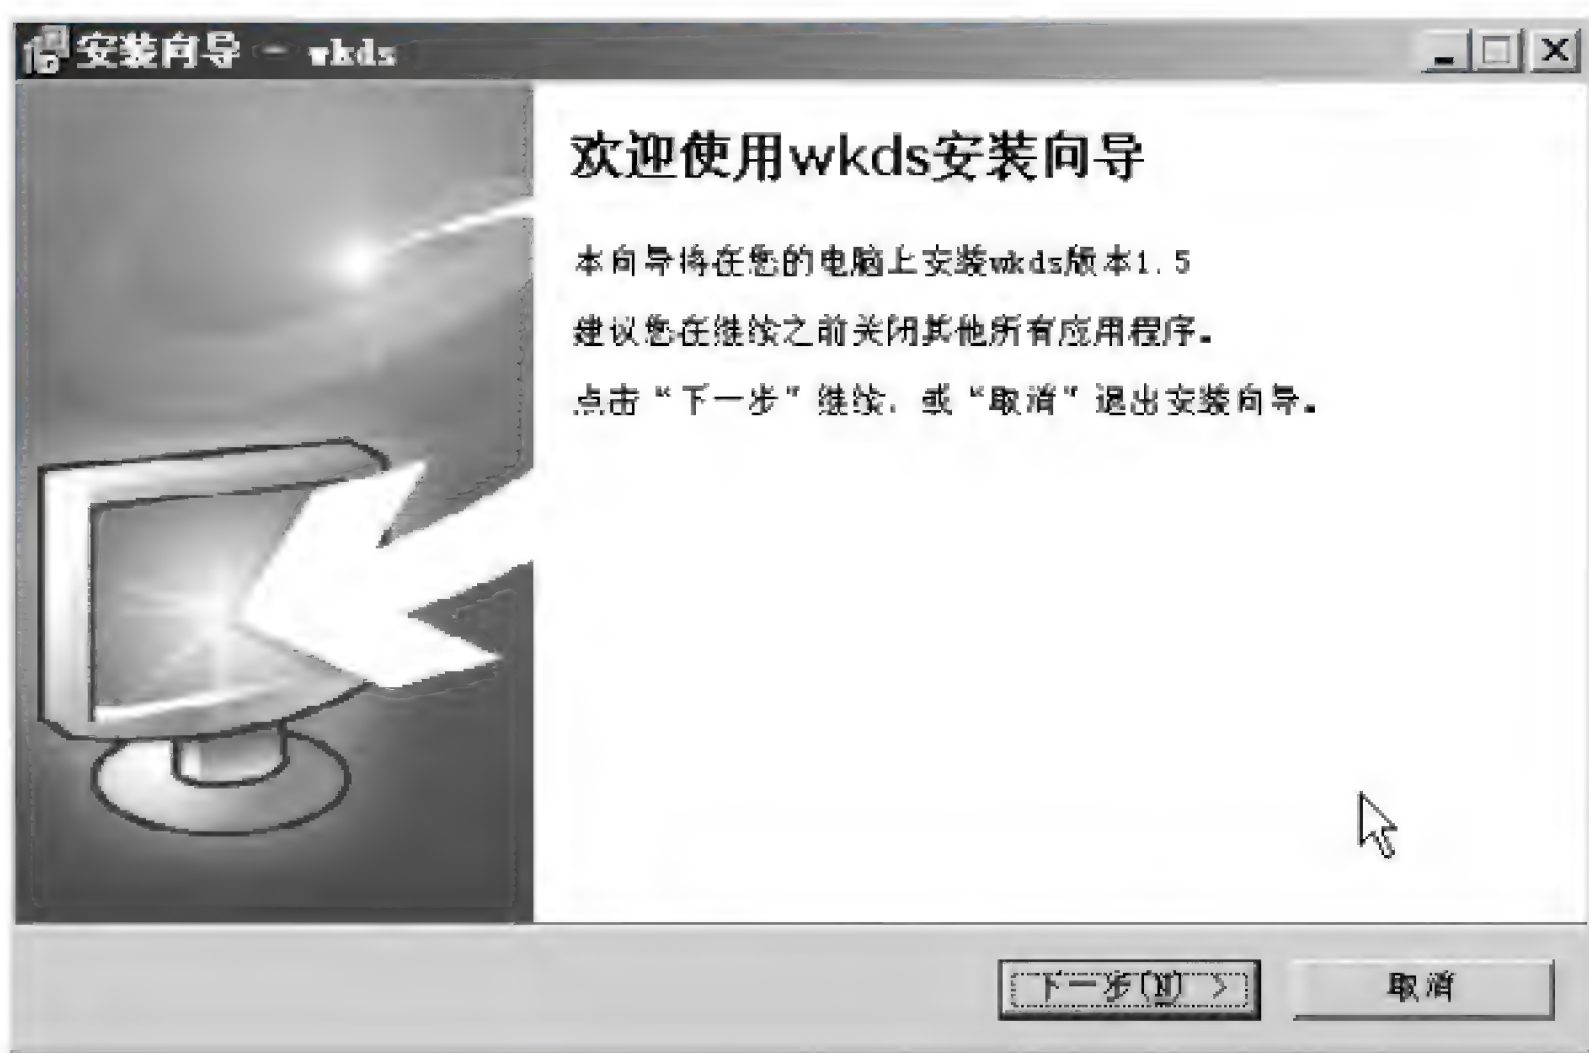 安装向导 - wkds
欢迎使用wkds安装向导
本向导将在您的电脑上安装wkds版本1.5
建议您在继续之前关闭其他所有应用程序。
点击“下一步”继续，或“取消”退出安装向导。
下一步(N) >
取消